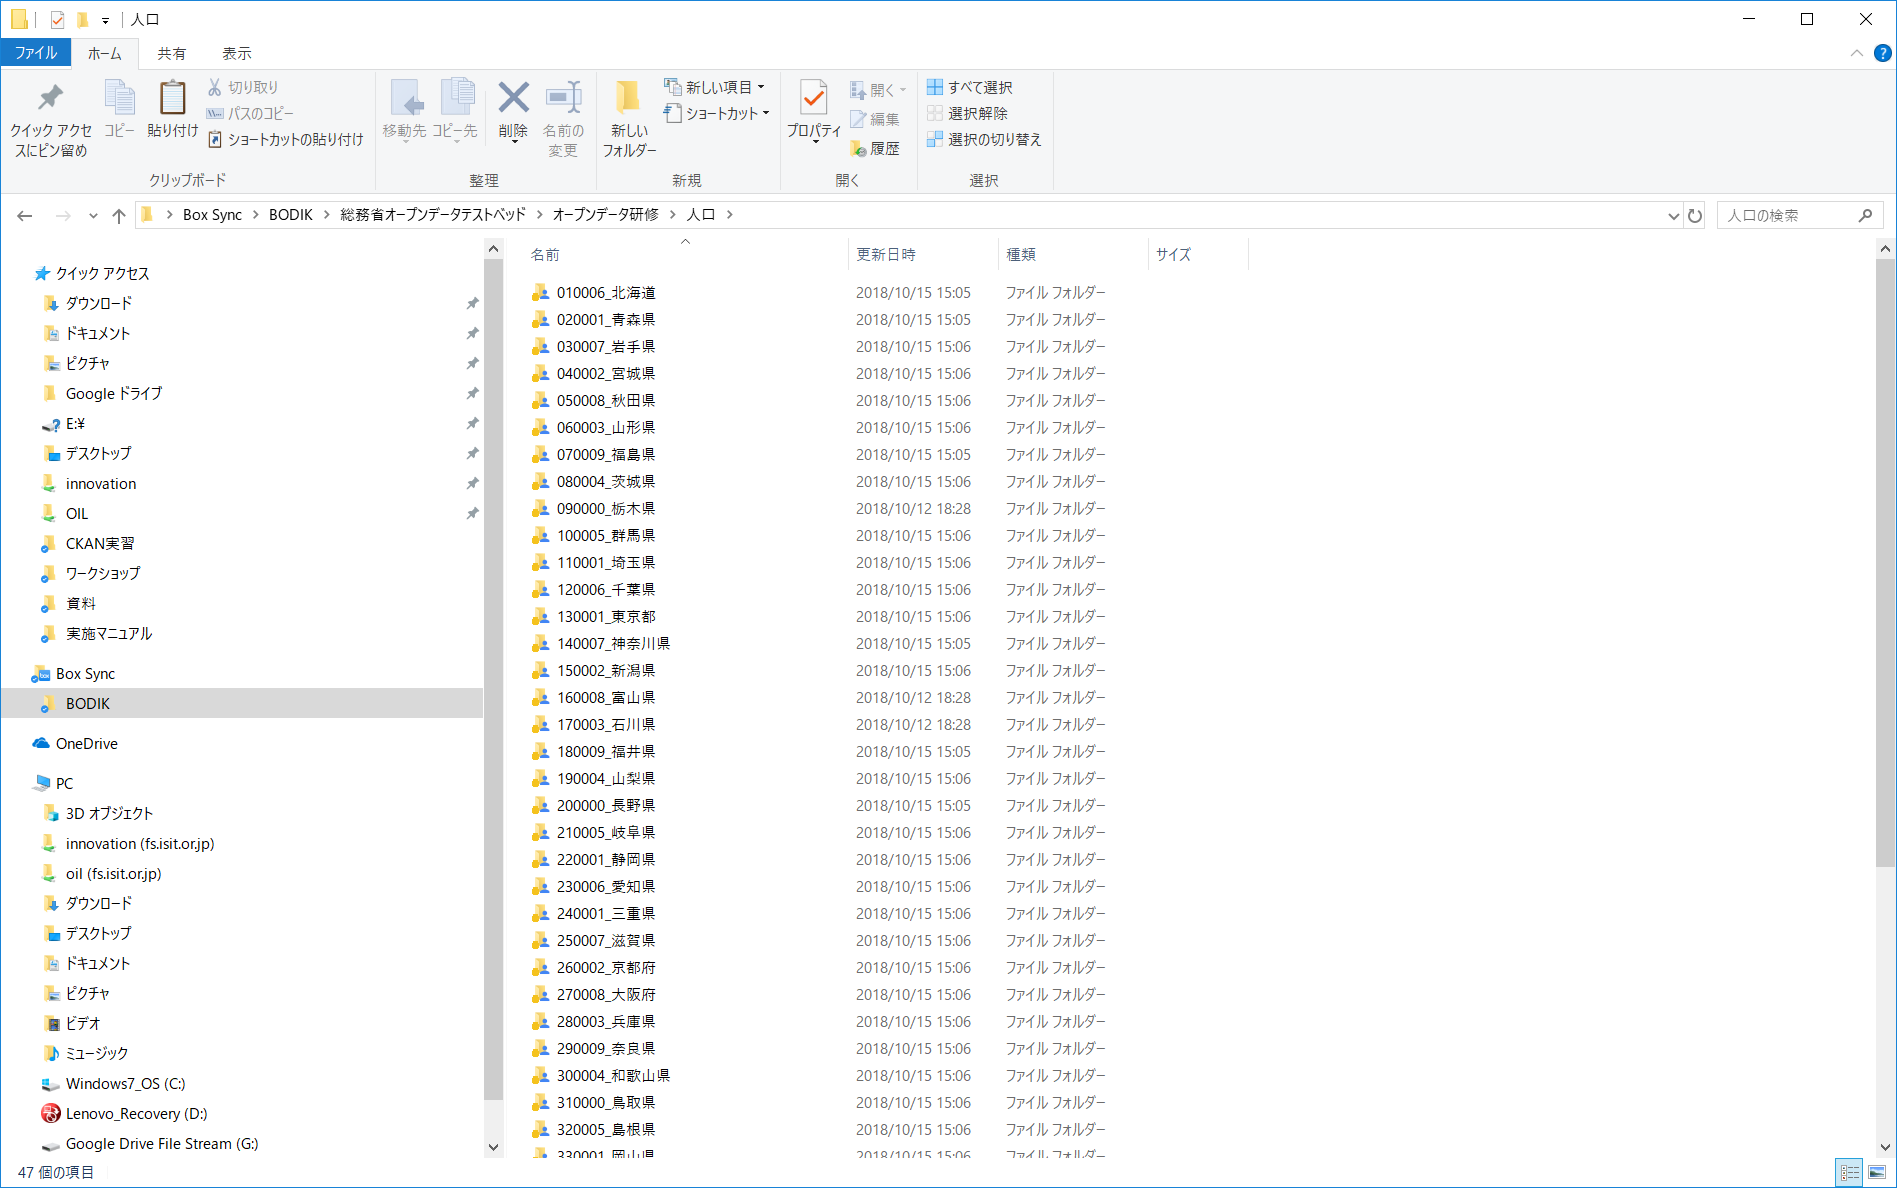 人口
ファイル ホーム 共有 表示
クイック アクセスにピン留め
コピー
貼り付け
切り取り
パスのコピー
ショートカットの貼り付け
クリップボード
移動先
コピー先
削除
名前の変更
整理
新しいフォルダー
新しい項目
ショートカット
新規
プロパティ
開く
編集
履歴
開く
すべて選択
選択解除
選択の切り替え
選択
Box Sync > BODIK > 総務省オープンデータテストベッド > オープンデータ研修 > 人口 >
人口の検索
クイック アクセス
ダウンロード
ドキュメント
ピクチャ
Google ドライブ
E:¥
デスクトップ
innovation
OIL
CKAN実習
ワークショップ
資料
実施マニュアル
Box Sync
BODIK
OneDrive
PC
3D オブジェクト
innovation (fs.isit.or.jp)
oil (fs.isit.or.jp)
ダウンロード
デスクトップ
ドキュメント
ピクチャ
ビデオ
ミュージック
Windows7_OS (C:)
Lenovo_Recovery (D:)
Google Drive File Stream (G:)
名前 更新日時 種類 サイズ
010006_北海道 2018/10/15 15:05 ファイル フォルダー
020001_青森県 2018/10/15 15:05 ファイル フォルダー
030007_岩手県 2018/10/15 15:06 ファイル フォルダー
040002_宮城県 2018/10/15 15:06 ファイル フォルダー
050008_秋田県 2018/10/15 15:06 ファイル フォルダー
060003_山形県 2018/10/15 15:06 ファイル フォルダー
070009_福島県 2018/10/15 15:05 ファイル フォルダー
080004_茨城県 2018/10/15 15:06 ファイル フォルダー
090000_栃木県 2018/10/12 18:28 ファイル フォルダー
100005_群馬県 2018/10/15 15:06 ファイル フォルダー
110001_埼玉県 2018/10/15 15:06 ファイル フォルダー
120006_千葉県 2018/10/15 15:06 ファイル フォルダー
130001_東京都 2018/10/15 15:06 ファイル フォルダー
140007_神奈川県 2018/10/15 15:05 ファイル フォルダー
150002_新潟県 2018/10/15 15:06 ファイル フォルダー
160008_富山県 2018/10/12 18:28 ファイル フォルダー
170003_石川県 2018/10/12 18:28 ファイル フォルダー
180009_福井県 2018/10/15 15:05 ファイル フォルダー
190004_山梨県 2018/10/15 15:06 ファイル フォルダー
200000_長野県 2018/10/15 15:05 ファイル フォルダー
210005_岐阜県 2018/10/15 15:06 ファイル フォルダー
220001_静岡県 2018/10/15 15:06 ファイル フォルダー
230006_愛知県 2018/10/15 15:06 ファイル フォルダー
240001_三重県 2018/10/15 15:06 ファイル フォルダー
250007_滋賀県 2018/10/15 15:06 ファイル フォルダー
260002_京都府 2018/10/15 15:06 ファイル フォルダー
270008_大阪府 2018/10/15 15:06 ファイル フォルダー
280003_兵庫県 2018/10/15 15:06 ファイル フォルダー
290009_奈良県 2018/10/15 15:06 ファイル フォルダー
300004_和歌山県 2018/10/15 15:06 ファイル フォルダー
310000_鳥取県 2018/10/15 15:06 ファイル フォルダー
320005_島根県 2018/10/15 15:06 ファイル フォルダー
330001_岡山県 2018/10/15 15:06 ファイル フォルダー
47 個の項目